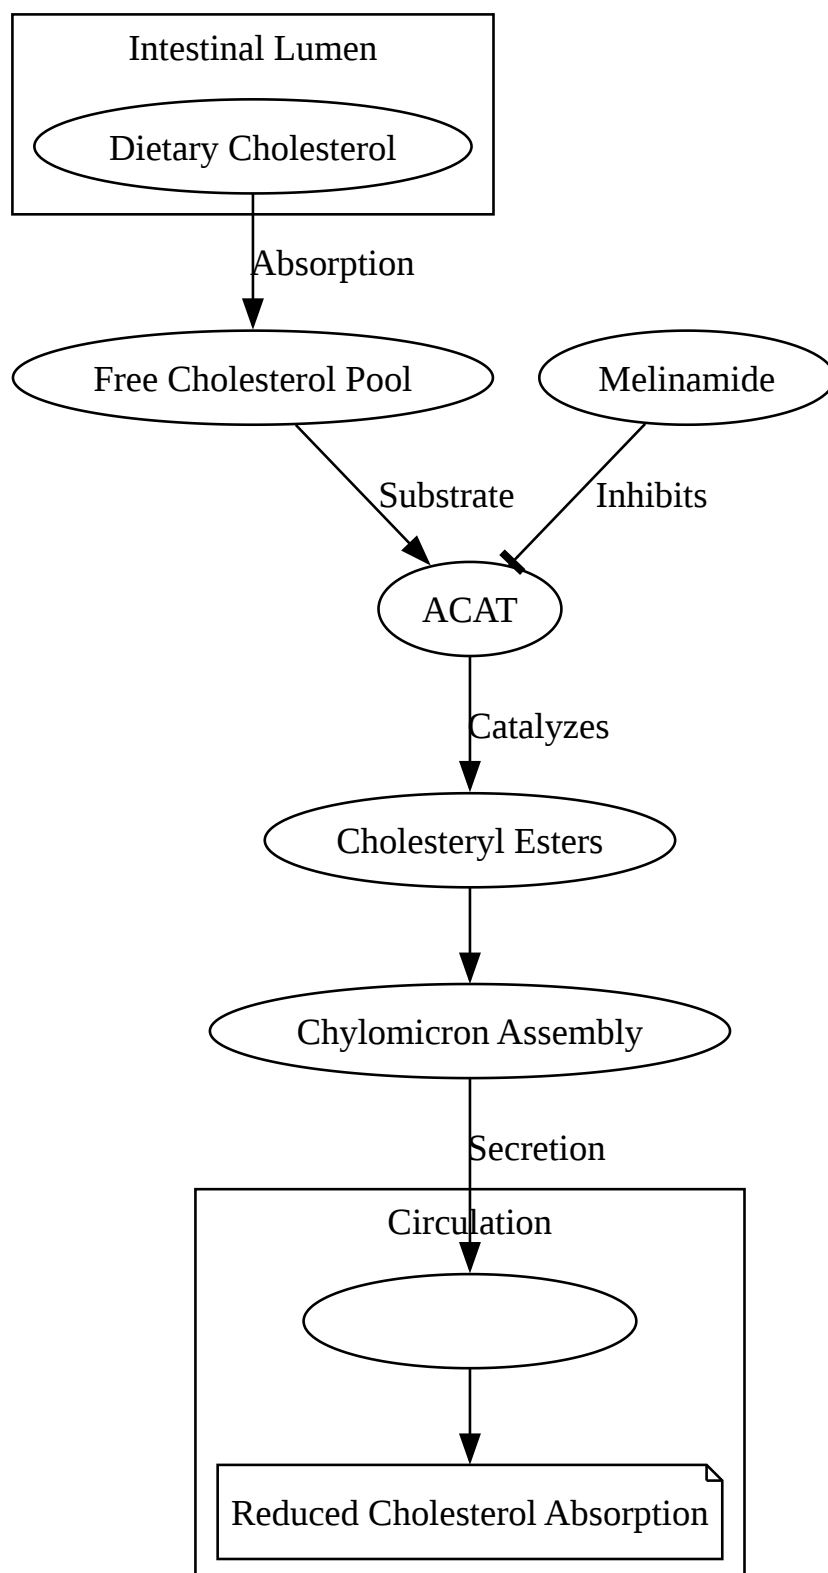 Intestinal Lumen
Dietary Cholesterol
Absorption
Free Cholesterol Pool
Melinamide
Substrate
Inhibits
ACAT
Catalyzes
Cholesteryl Esters
Chylomicron Assembly
Secretion
Circulation
Reduced Cholesterol Absorption